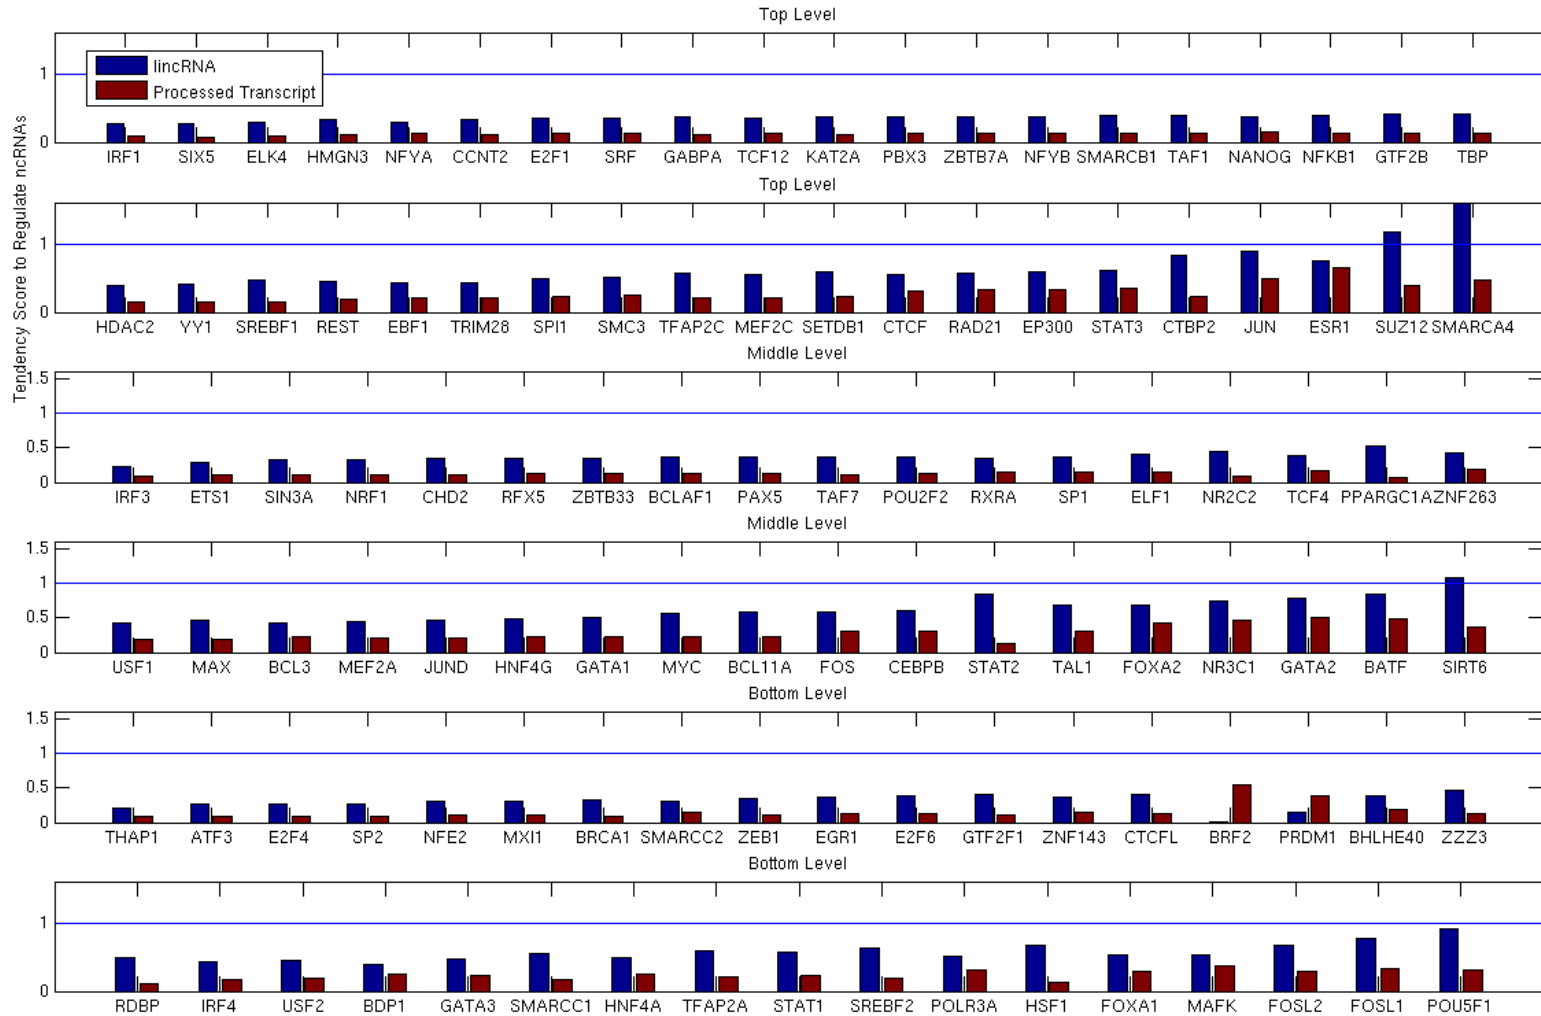 Tendency Score to Regulate ncRNAs
Top Level
lincRNA
Processed Transcript
1
0
IRF1 SIX5 ELK4 HMGN3 NFYA CCNT2 E2F1 SRF GABPA TCF12 KAT2A PBX3 ZBTB7A NFYB SMARCB1 TAF1 NANOG NFKB1 GTF2B TBP
Top Level
1
0
HDAC2 YY1 SREBF1 REST EBF1 TRIM28 SPI1 SMC3 TFAP2C MEF2C SETDB1 CTCF RAD21 EP300 STAT3 CTBP2 JUN ESR1 SUZ12 SMARCA4
Middle Level
1.5
1
0.5
0
IRF3 ETS1 SIN3A NRF1 CHD2 RFX5 ZBTB33 BCLAF1 PAX5 TAF7 POU2F2 RXRA SP1 ELF1 NR2C2 TCF4 PPARGC1A ZNF263
Middle Level
1.5
1
0.5
0
USF1 MAX BCL3 MEF2A JUND HNF4G GATA1 MYC BCL11A FOS CEBPB STAT2 TAL1 FOXA2 NR3C1 GATA2 BATF SIRT6
Bottom Level
1.5
1
0.5
0
THAP1 ATF3 E2F4 SP2 NFE2 MXI1 BRCA1 SMARCC2 ZEB1 EGR1 E2F6 GTF2F1 ZNF143 CTCFL BRF2 PRDM1 BHLHE40 ZZZ3
Bottom Level
1
0
RDBP IRF4 USF2 BDP1 GATA3 SMARCC1 HNF4A TFAP2A STAT1 SREBF2 POLR3A HSF1 FOXA1 MAFK FOSL2 FOSL1 POU5F1